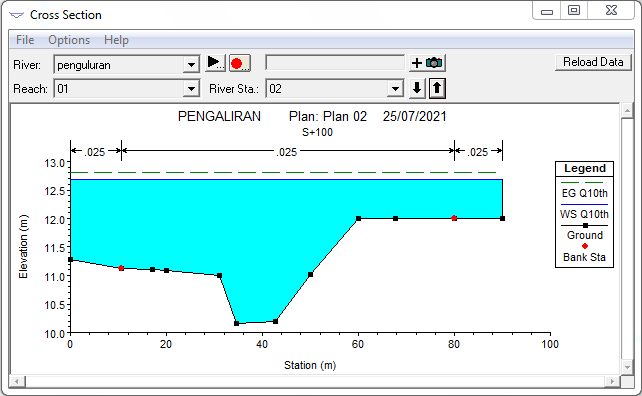 Cross Section
File Options Help
River: penguluran
Reload Data
Reach: 01 River Sta.: 02
PENGALIRAN Plan: Plan 02 25/07/2021
S+100
.025 .025 .025
13.0
12.5
12.0
11.5
11.0
10.5
10.0
Elevation (m)
0 20 40 60 80 100
Station (m)
Legend
EG Q10th
WS Q10th
Ground
Bank Sta